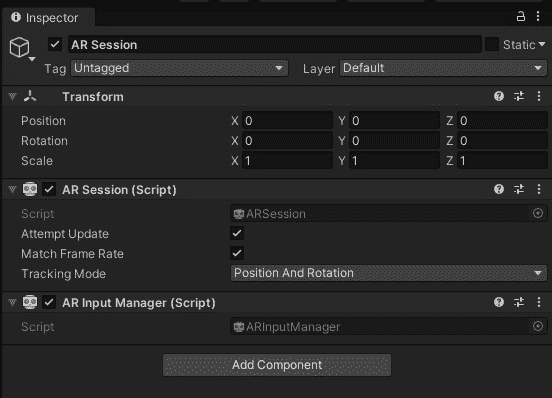 Inspector
AR Session Static
Tag Untagged Layer Default
Transform
Position X 0 Y 0 Z 0
Rotation X 0 Y 0 Z 0
Scale X 1 Y 1 Z 1
AR Session (Script)
Script ARSession
Attempt Update
Match Frame Rate
Tracking Mode Position And Rotation
AR Input Manager (Script)
Script ARInputManager
Add Component